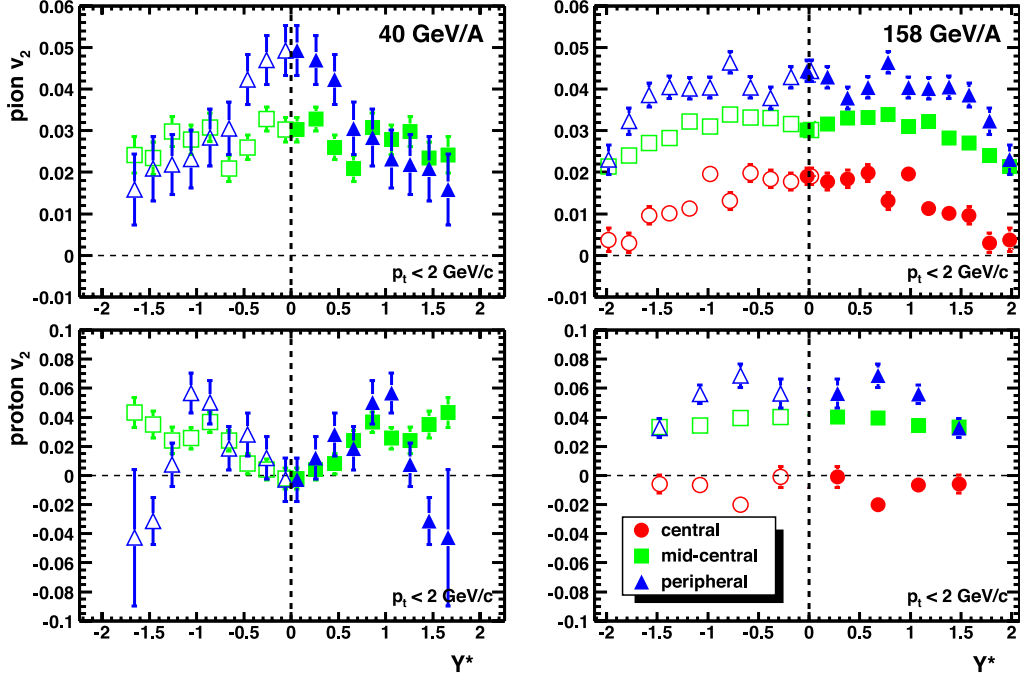 pion v2
0.06
0.05
0.04
0.03
0.02
0.01
0
-0.01
40 GeV/A
pt < 2 GeV/c
-2 -1.5 -1 -0.5 0 0.5 1 1.5 2
0.06
0.05
0.04
0.03
0.02
0.01
0
-0.01
158 GeV/A
pt < 2 GeV/c
-2 -1.5 -1 -0.5 0 0.5 1 1.5 2
proton v2
0.1
0.08
0.06
0.04
0.02
0
-0.02
-0.04
-0.06
-0.08
-0.1
pt < 2 GeV/c
-2 -1.5 -1 -0.5 0 0.5 1 1.5 2
Y*
0.1
0.08
0.06
0.04
0.02
0
-0.02
-0.04
-0.06
-0.08
-0.1
central
mid-central
peripheral
pt < 2 GeV/c
-2 -1.5 -1 -0.5 0 0.5 1 1.5 2
Y*